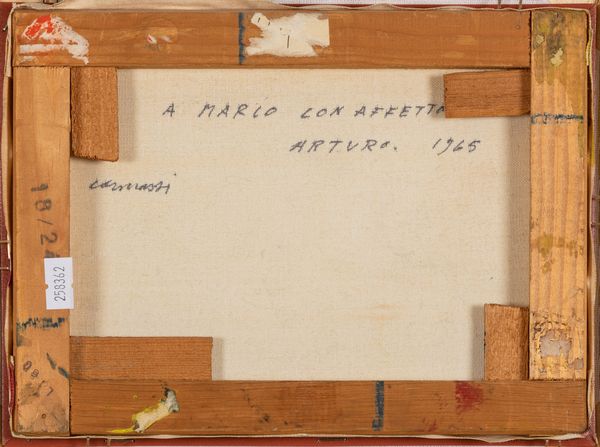 A MARIO CON AFFETTO
ARTURO. 1965
carmassi
18/24
258362